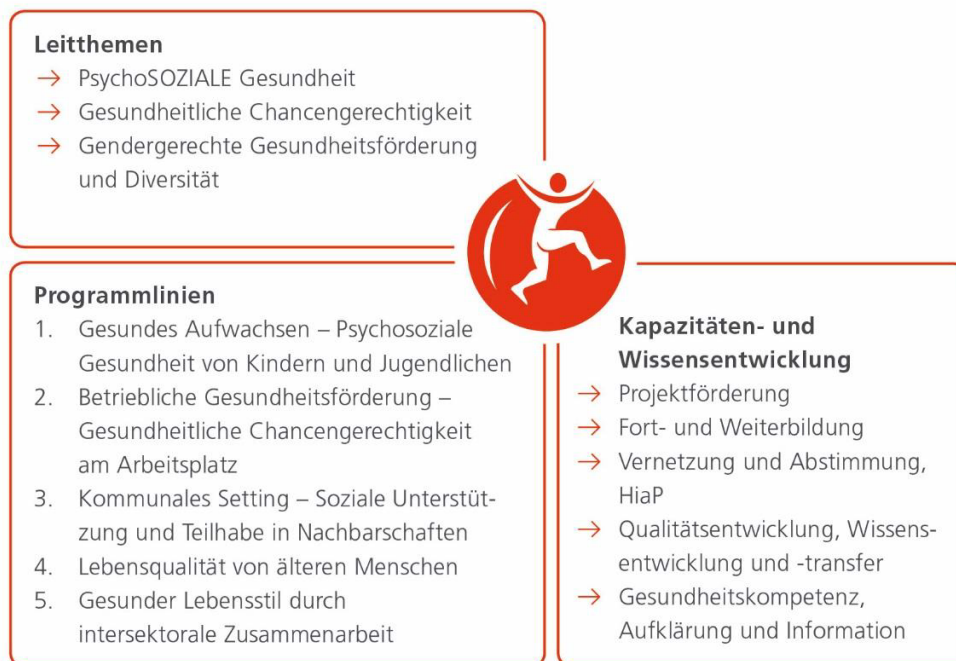 Leitthemen
→ PsychoSOZIALE Gesundheit
→ Gesundheitliche Chancengerechtigkeit
→ Gendergerechte Gesundheitsförderung
und Diversität
Programmlinien
1. Gesundes Aufwachsen – Psychosoziale
Gesundheit von Kindern und Jugendlichen
2. Betriebliche Gesundheitsförderung –
Gesundheitliche Chancengerechtigkeit
am Arbeitsplatz
3. Kommunales Setting – Soziale Unterstüt-
zung und Teilhabe in Nachbarschaften
4. Lebensqualität von älteren Menschen
5. Gesunder Lebensstil durch
intersektorale Zusammenarbeit
Kapazitäten- und
Wissensentwicklung
→ Projektförderung
→ Fort- und Weiterbildung
→ Vernetzung und Abstimmung,
HiaP
→ Qualitätsentwicklung, Wissens-
entwicklung und -transfer
→ Gesundheitskompetenz,
Aufklärung und Information